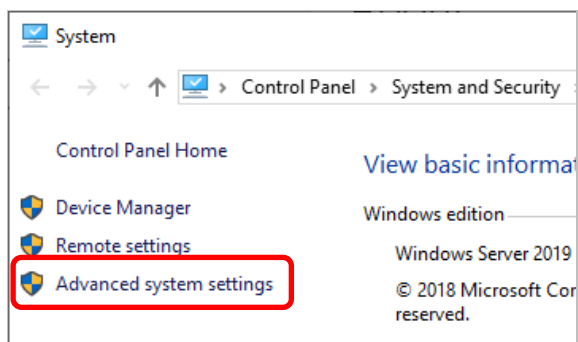 System
Control Panel > System and Security
Control Panel Home
View basic informat
Device Manager
Windows edition
Remote settings
Windows Server 2019
Advanced system settings
© 2018 Microsoft Cor
reserved.